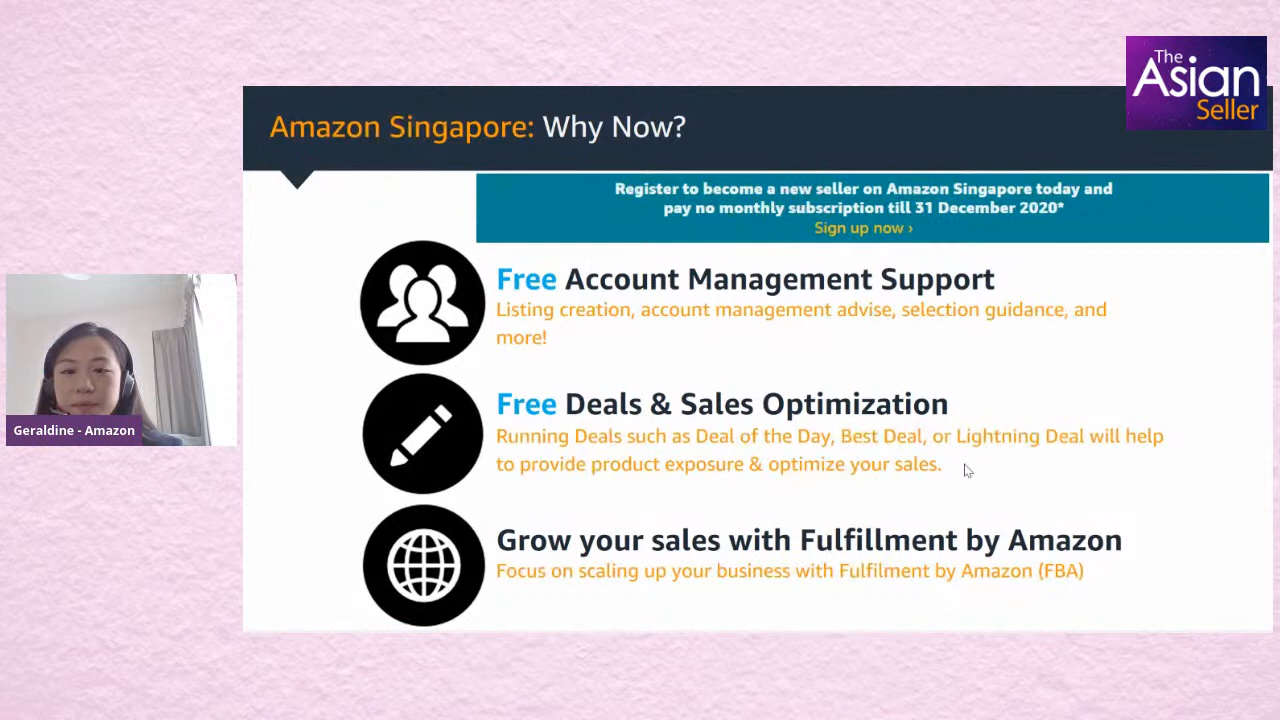 The
Asian
Seller
Amazon Singapore: Why Now?
Register to become a new seller on Amazon Singapore today and
pay no monthly subscription till 31 December 2020*
Sign up now ›
Free Account Management Support
Listing creation, account management advise, selection guidance, and
more!
Free Deals & Sales Optimization
Running Deals such as Deal of the Day, Best Deal, or Lightning Deal will help
to provide product exposure & optimize your sales.
Grow your sales with Fulfillment by Amazon
Focus on scaling up your business with Fulfilment by Amazon (FBA)
Geraldine - Amazon